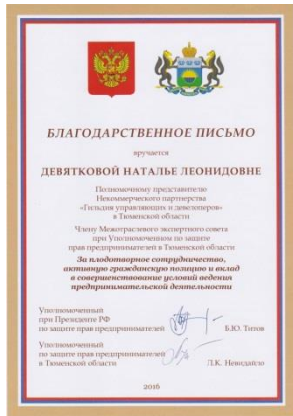 БЛАГОДАРСТВЕННОЕ ПИСЬМО
вручается
ДЕВЯТКОВОЙ НАТАЛЬЕ ЛЕОНИДОВНЕ
Полномочному представителю
Некоммерческого партнерства
«Гильдия управляющих и девелоперов»
в Тюменской области
Члену Межотраслевого экспертного совета
при Уполномоченном по защите
прав предпринимателей в Тюменской области
За плодотворное сотрудничество,
активную гражданскую позицию и вклад
в совершенствование условий ведения
предпринимательской деятельности
Уполномоченный
при Президенте РФ
по защите прав предпринимателей
Б.Ю. Титов
Уполномоченный
по защите прав предпринимателей
в Тюменской области
Л.К. Невидайло
2016